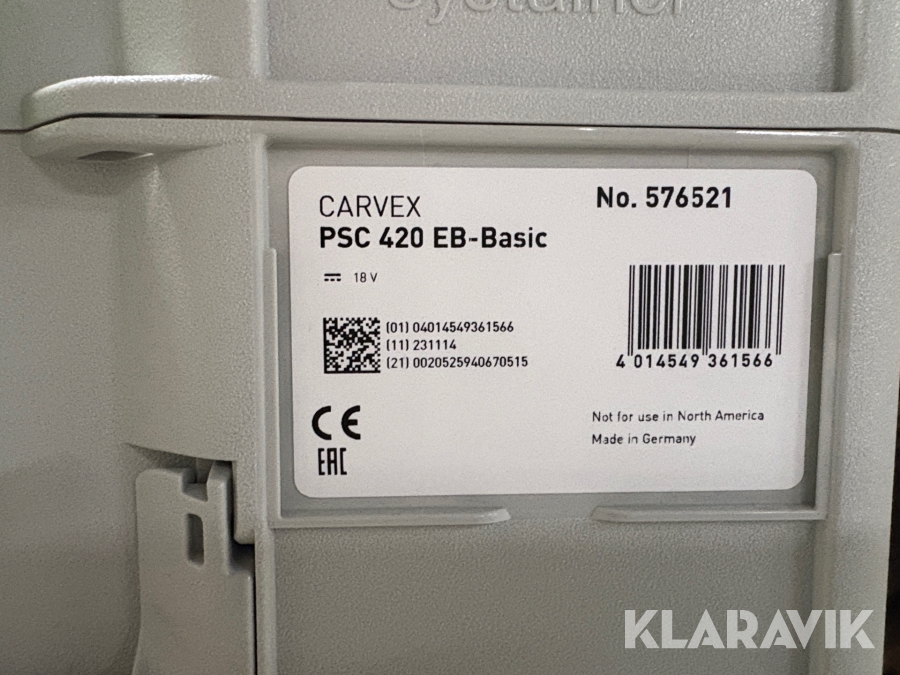 systainer
CARVEX
PSC 420 EB-Basic
No. 576521
18 V
(01) 04014549361566
(11) 231114
(21) 0020525940670515
4 014549 361566
CE
EAC
Not for use in North America
Made in Germany
KLARAVIK